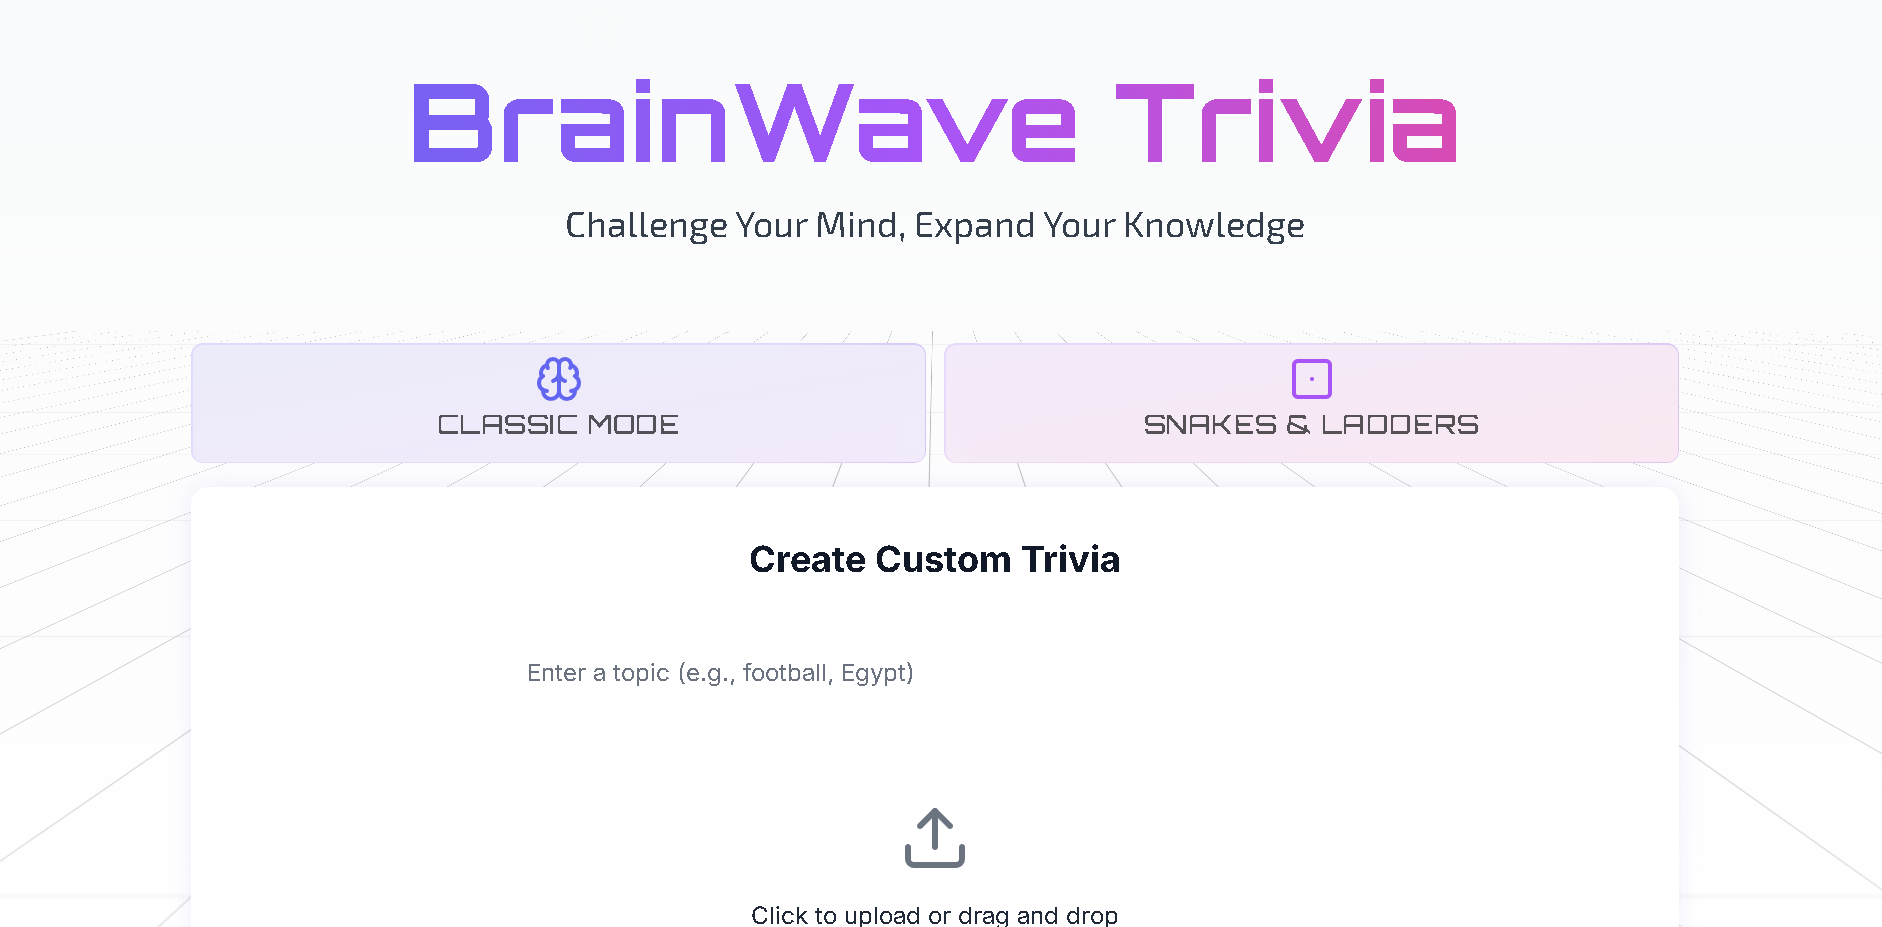 BrainWave Trivia
Challenge Your Mind, Expand Your Knowledge
CLASSIC MODE
SNAKES & LADDERS
Create Custom Trivia
Enter a topic (e.g., football, Egypt)
Click to upload or drag and drop